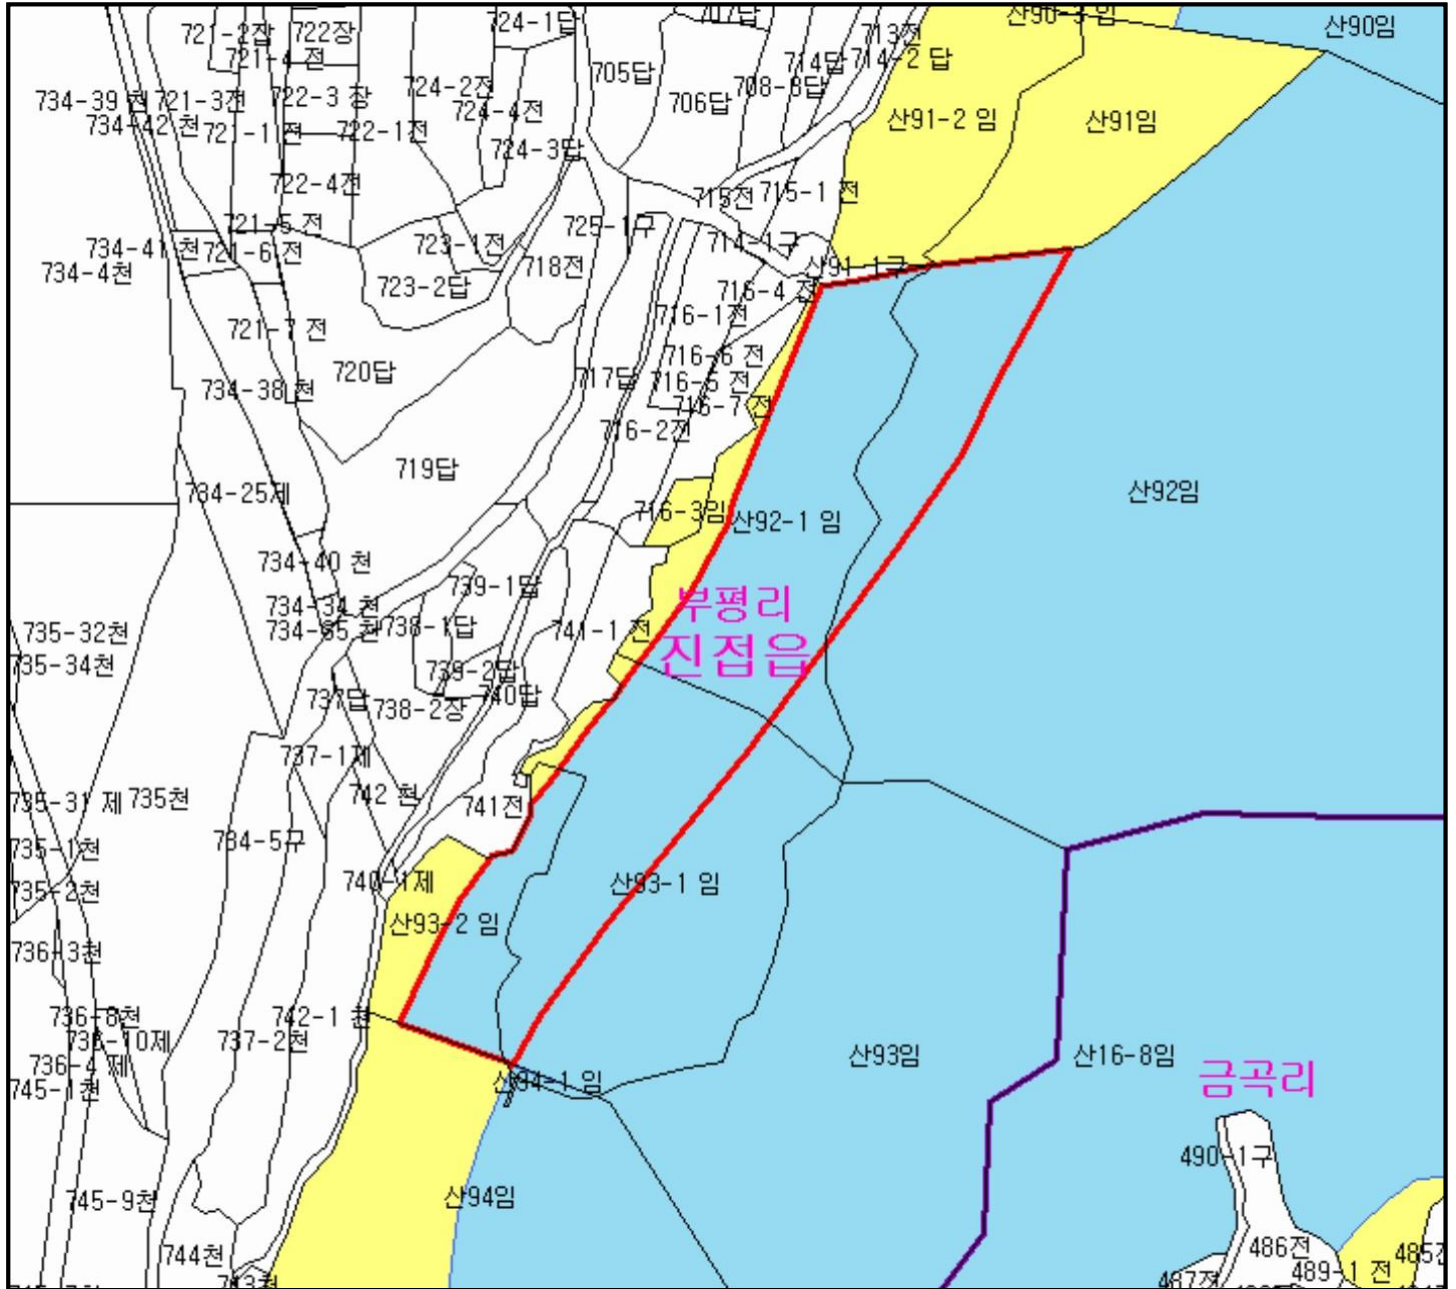 721-2잡
722장
724-1답
707답
713전
산90-3 임
산90임
721-4 전
705답
714답
714-2 답
734-39 천
721-3전
722-3 장
724-2전
706답
708-8답
734-42 천
721-1 전
722-1전
724-4전
산91-2 임
산91임
724-3답
722-4전
715전
715-1 전
721-5 전
725-1구
734-41 천
721-6 전
723-1전
714-1구
734-4천
723-2답
718전
산91-1구
716-4 전
721-7 전
716-1전
720답
716-6 전
734-38 천
717답
716-5 전
716-7 전
716-2전
719답
734-25제
716-3임
산92-1 임
산92임
734-40 천
739-1답
734-34 천
부평리
735-32천
738-1답
741-1 전
진접읍
735-34천
739-2답
737답
738-2장
740답
737-1제
742 천
735-31 제
735천
741전
735-1천
734-5구
735-2천
740-1제
산93-1 임
산93-2 임
736-3천
736-8천
742-1 천
737-2천
736-4 제
산93임
산16-8임
745-1천
산94-1 임
금곡리
490-1구
745-9천
산94임
744천
743천
486전
489-1 전
487전